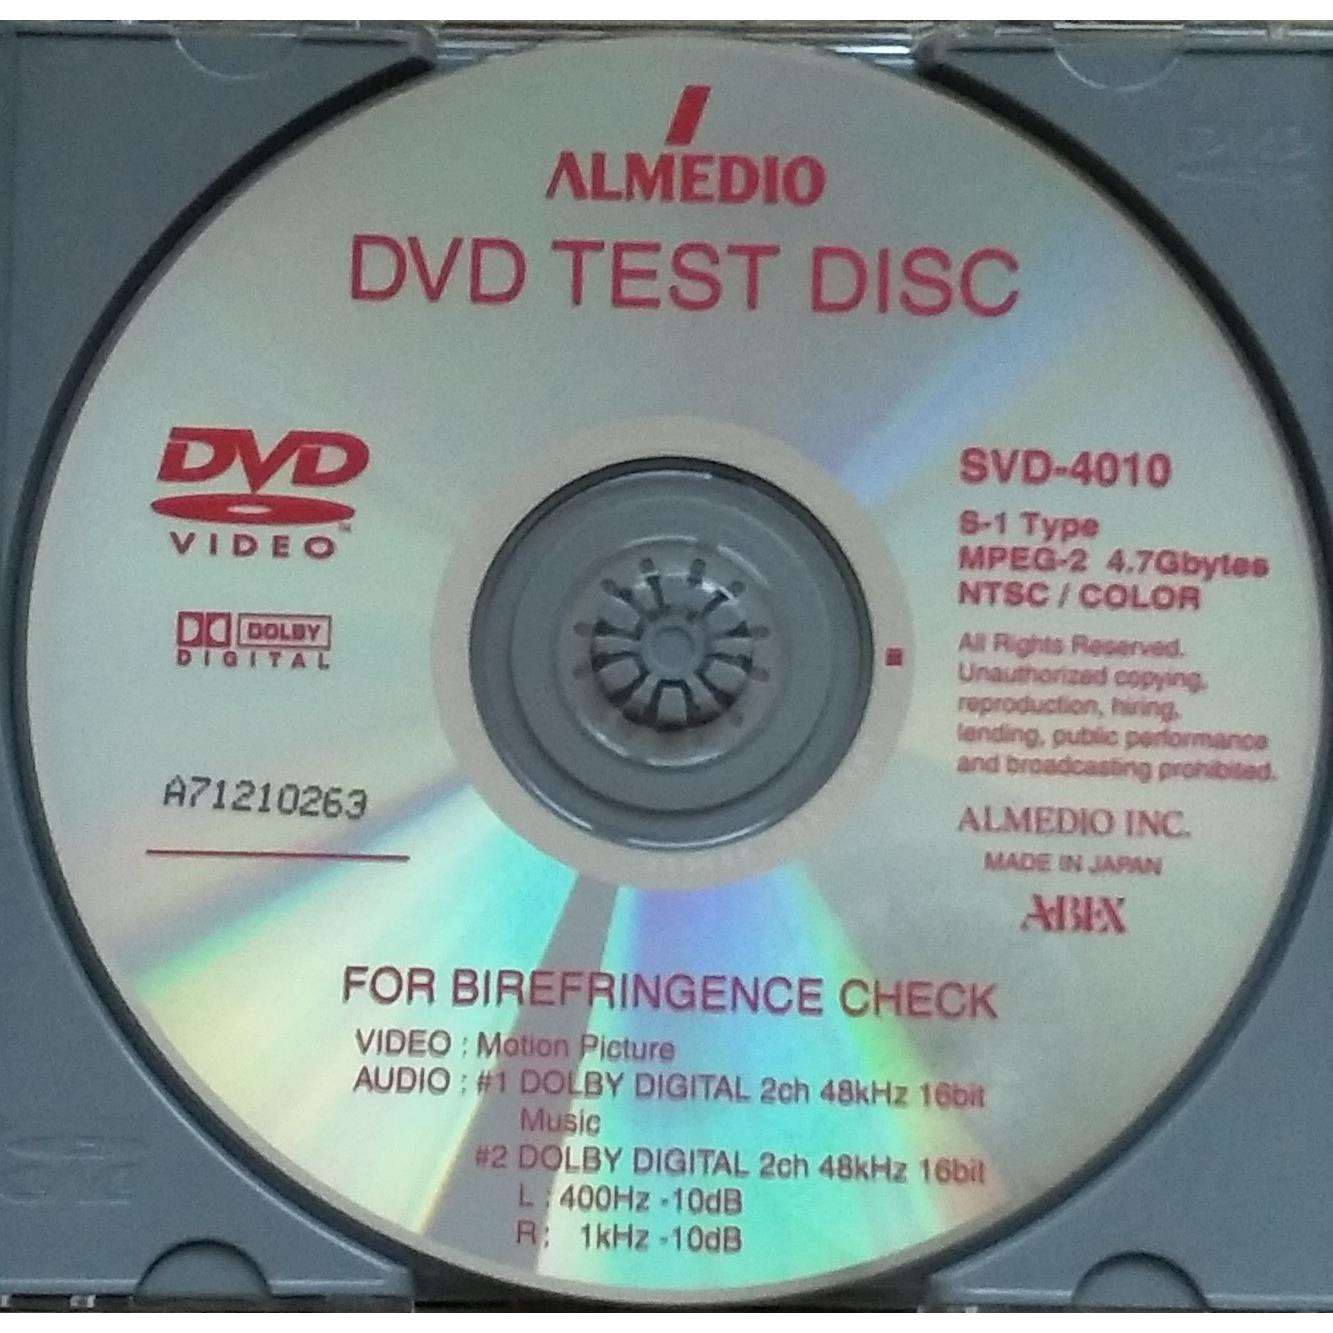 ALMEDIO
DVD TEST DISC
DVD
VIDEO
DOLBY
DIGITAL
A71210263
SVD-4010
S-1 Type
MPEG-2 4.7Gbytes
NTSC / COLOR
All Rights Reserved.
Unauthorized copying,
reproduction, hiring,
lending, public performance
and broadcasting prohibited.
ALMEDIO INC.
MADE IN JAPAN
ABEX
FOR BIREFRINGENCE CHECK
VIDEO : Motion Picture
AUDIO : #1 DOLBY DIGITAL 2ch 48kHz 16bit
Music
#2 DOLBY DIGITAL 2ch 48kHz 16bit
L : 400Hz -10dB
R : 1kHz -10dB